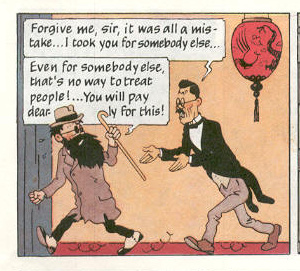 Forgive me, sir, it was all a mis-
take...I took you for somebody else...
Even for somebody else,
that's no way to treat
people!...You will pay
dear ly for this!